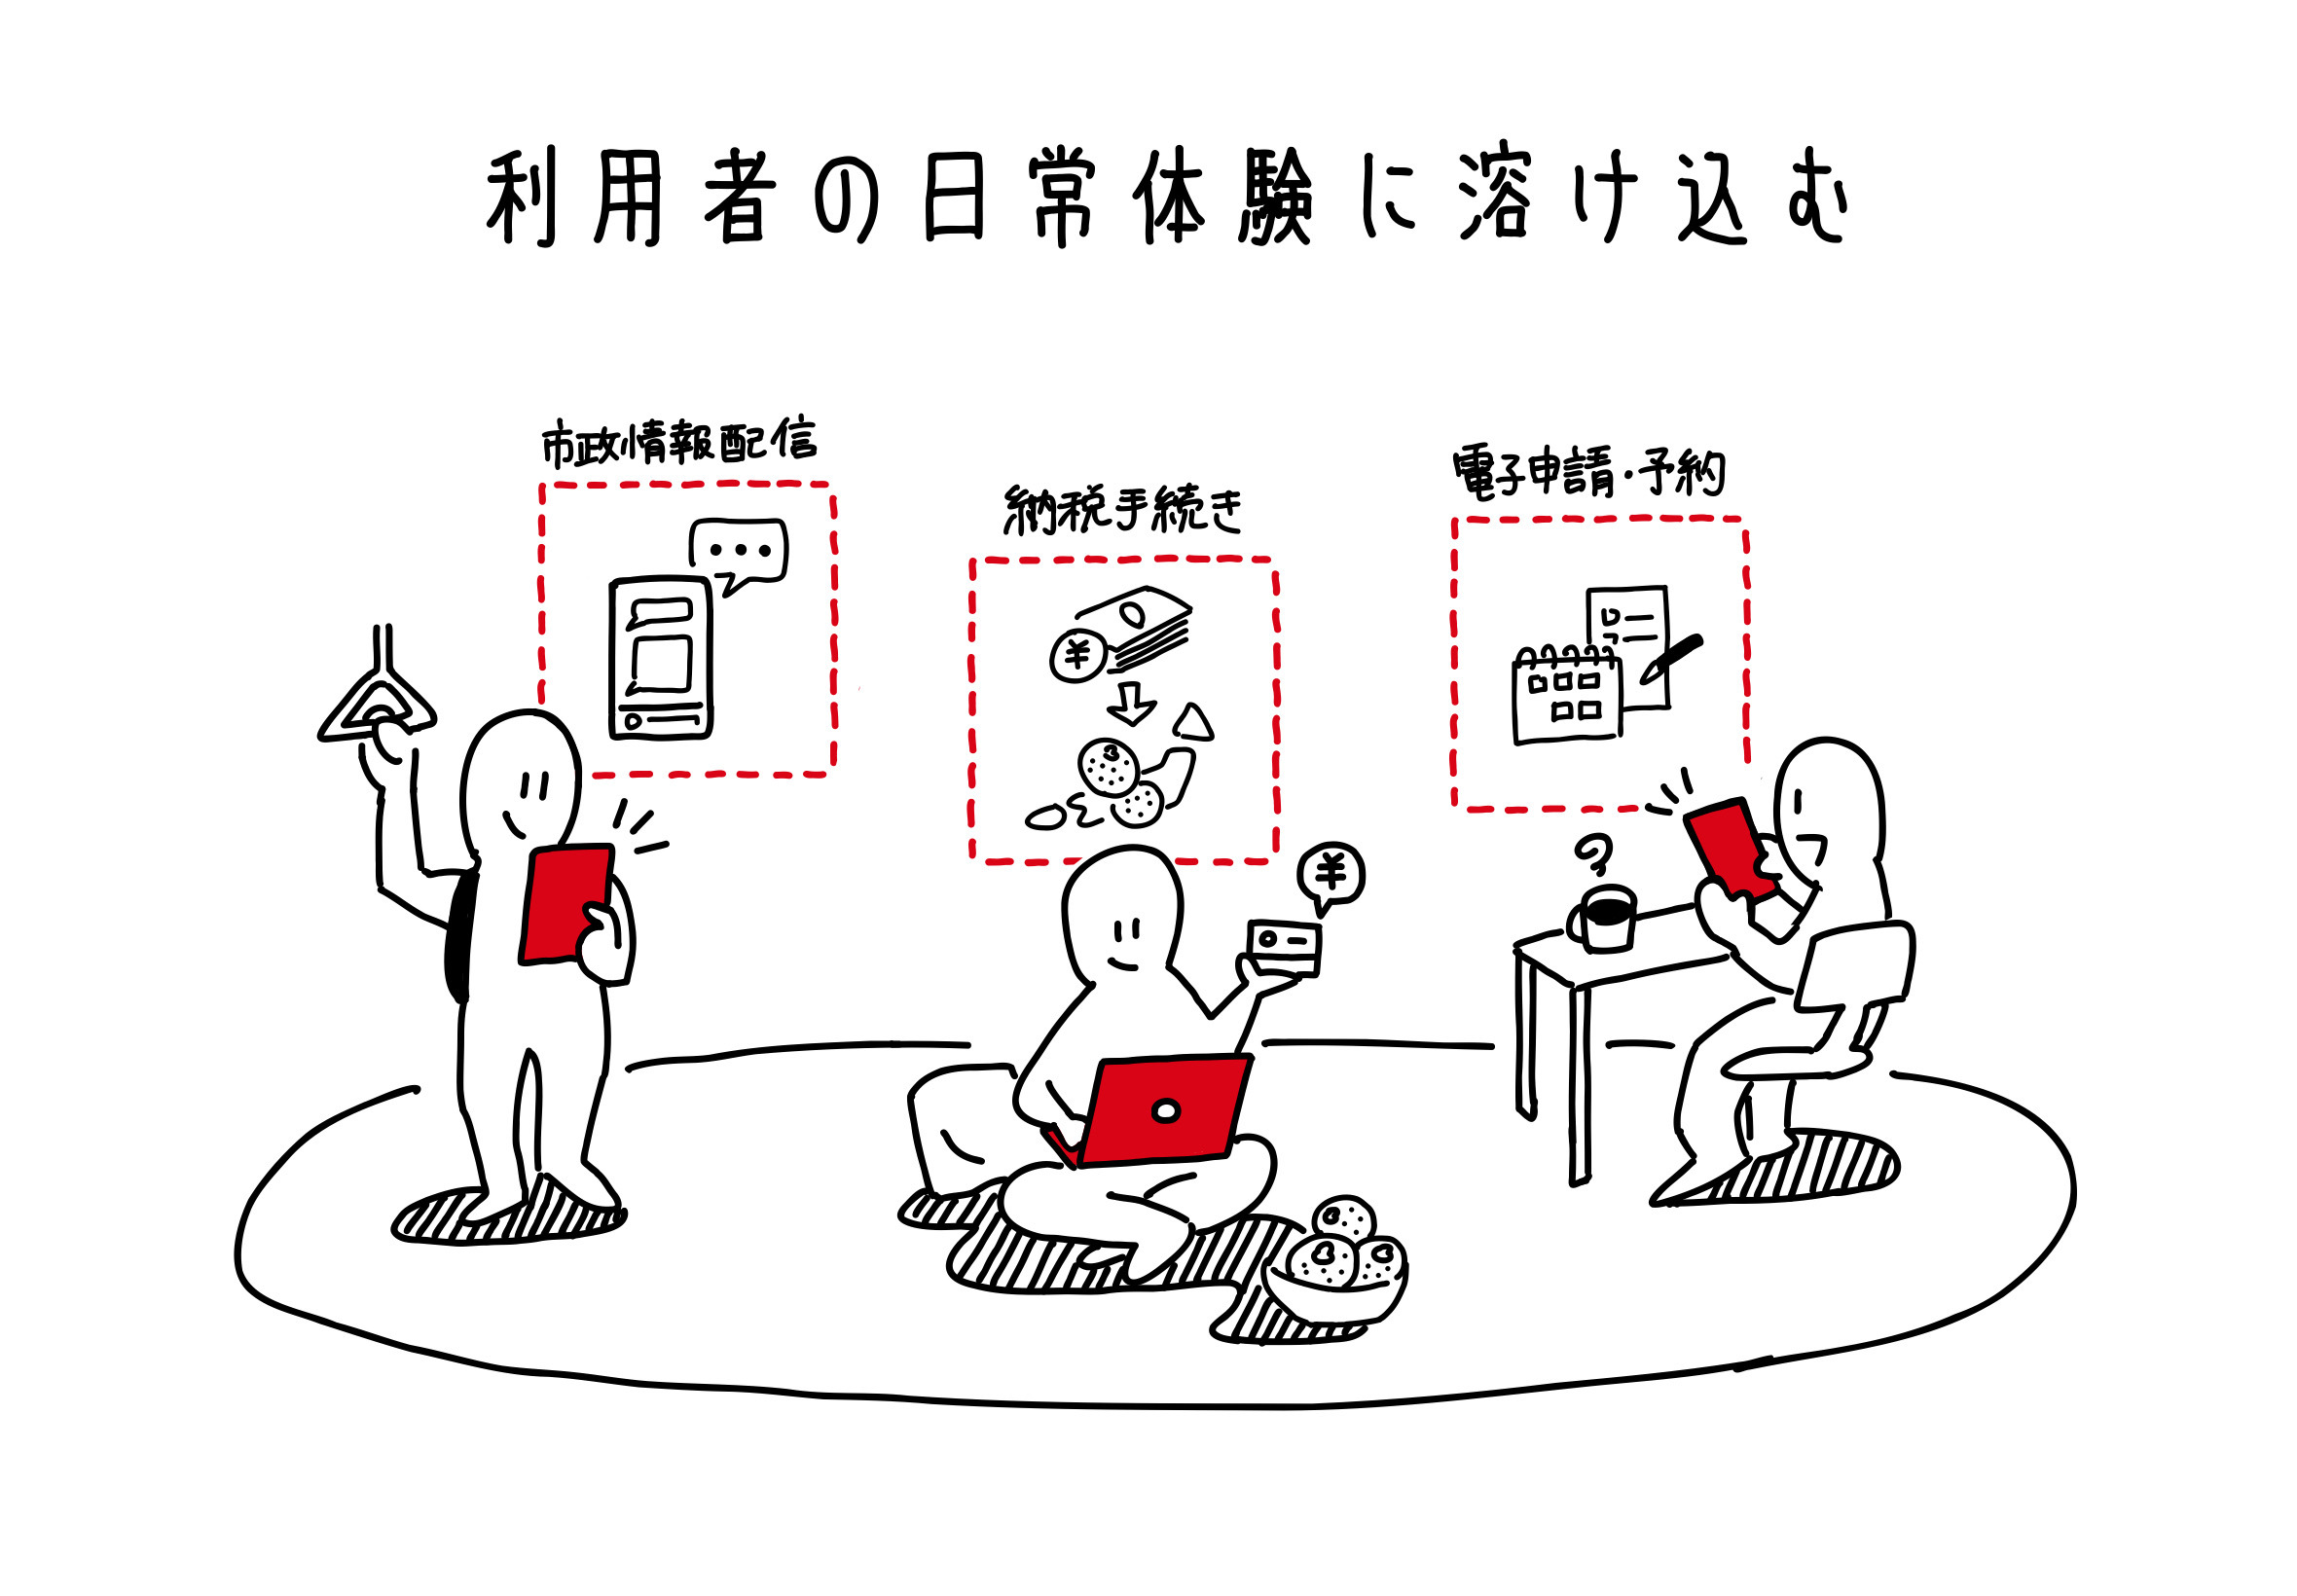 利用者の日常体験に溶け込む
市政情報配信
納税手続き
電子申請・予約
¥
¥